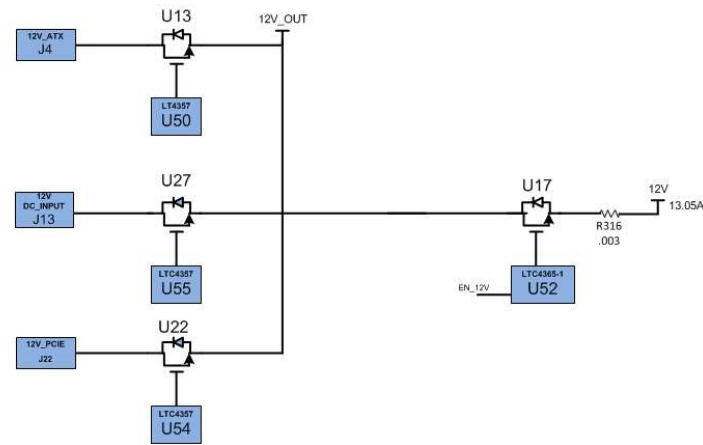 U13
12V_OUT
12V_ATX
J4
LT4357
U50
U27
U17
12V
DC_INPUT
J13
12V
13.05A
R316
.003
LTC4357
U55
LTC4365-1
U52
EN_12V
U22
12V_PCIE
J22
LTC4357
U54